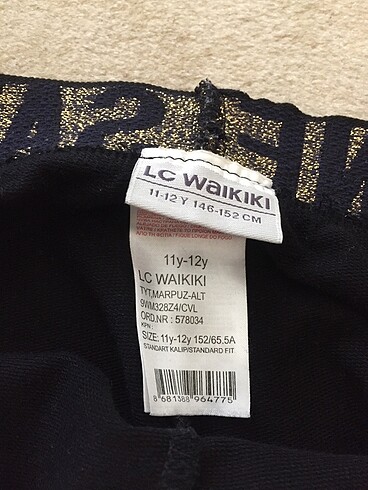 LC WAIKIKI
11-12 Y 146-152 CM
11y-12y
LC WAIKIKI
TYT,MARPUZ-ALT
9WM328Z4/CVL
ORD.NR : 578034
KPN :
SIZE: 11y-12y 152/65.5A
STANDART KALIP/STANDARD FIT
8 681388 964775